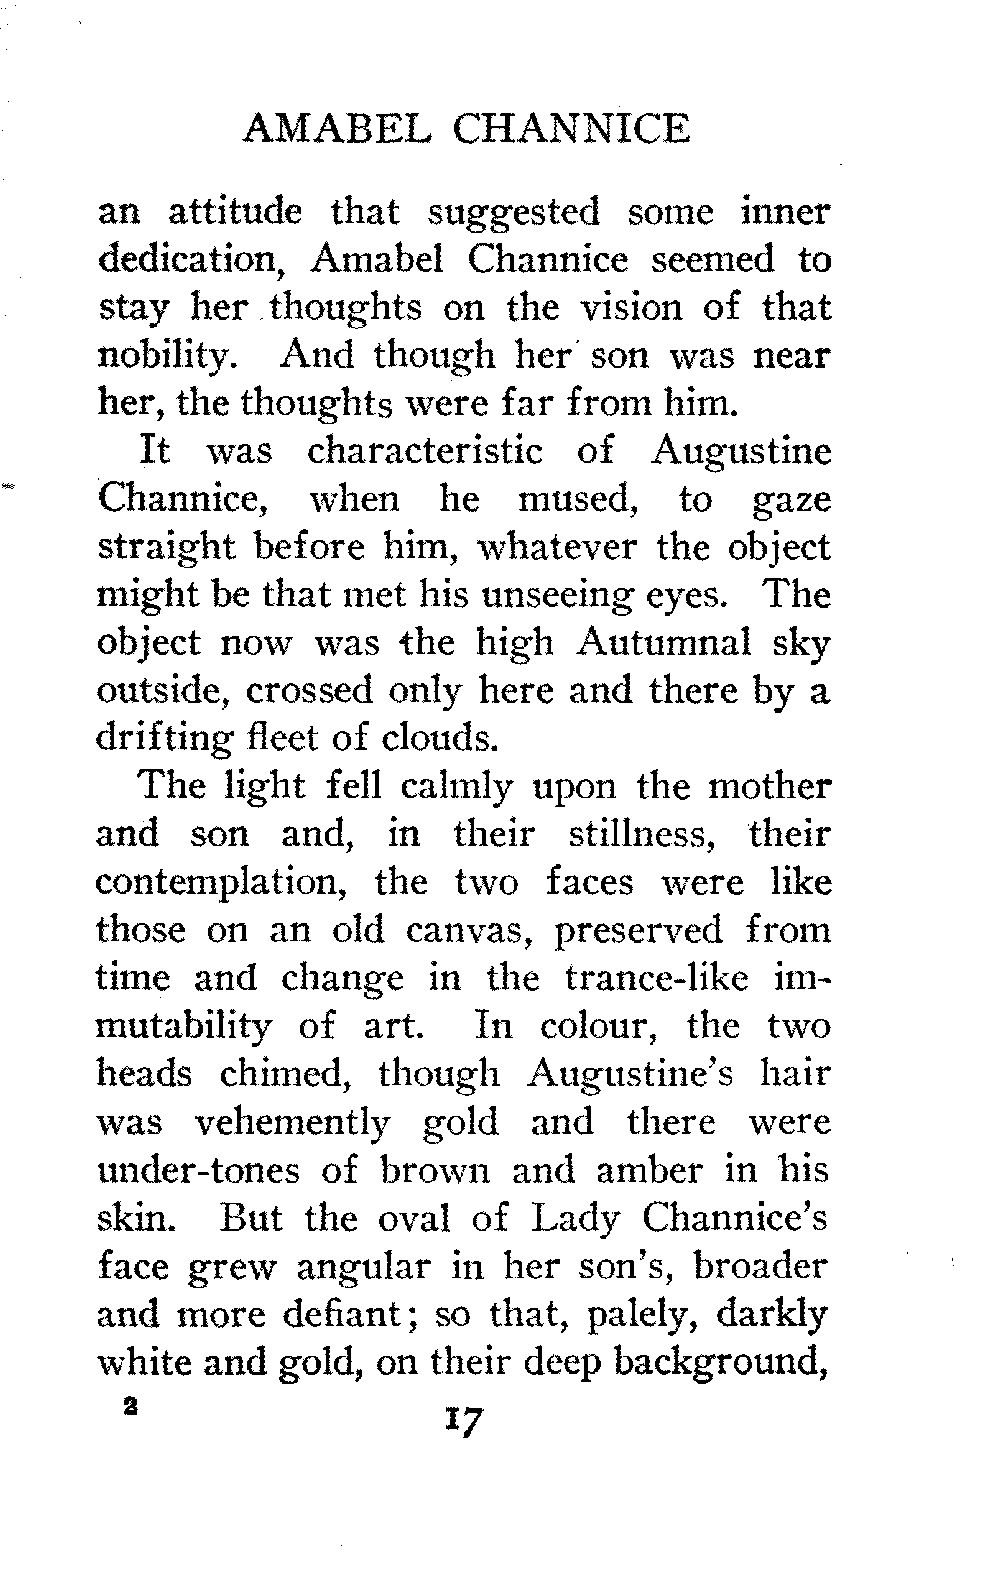 AMABEL CHANNICE
an attitude that suggested some inner
dedication, Amabel Channice seemed to
stay her thoughts on the vision of that
nobility. And though her son was near
her, the thoughts were far from him.
It was characteristic of Augustine
Channice, when he mused, to gaze
straight before him, whatever the object
might be that met his unseeing eyes. The
object now was the high Autumnal sky
outside, crossed only here and there by a
drifting fleet of clouds.
The light fell calmly upon the mother
and son and, in their stillness, their
contemplation, the two faces were like
those on an old canvas, preserved from
time and change in the trance-like im-
mutability of art. In colour, the two
heads chimed, though Augustine's hair
was vehemently gold and there were
under-tones of brown and amber in his
skin. But the oval of Lady Channice's
face grew angular in her son's, broader
and more defiant; so that, palely, darkly
white and gold, on their deep background,
2 17